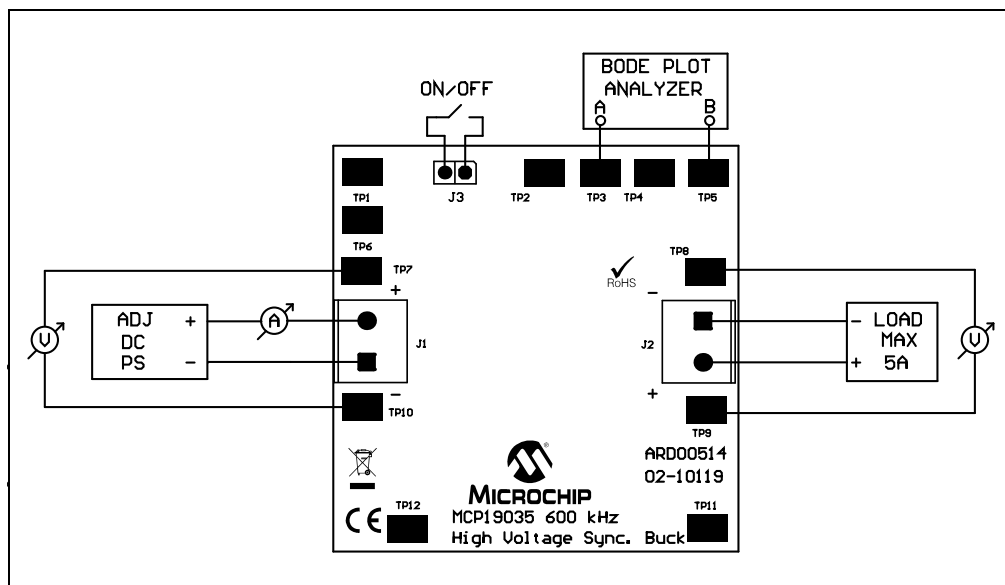 BODE PLOT
ANALYZER
A B
ON/OFF
TP1
J3
TP2 TP3 TP4 TP5
TP6
TP7
TP8
RoHS
+
-
ADJ +
DC
PS -
A
V
J1
J2
- LOAD
MAX
+ 5A
V
-
+
TP10
TP9
®
ARD00514
02-10119
MICROCHIP
CE
TP12
TP11
MCP19035 600 kHz
High Voltage Sync. Buck